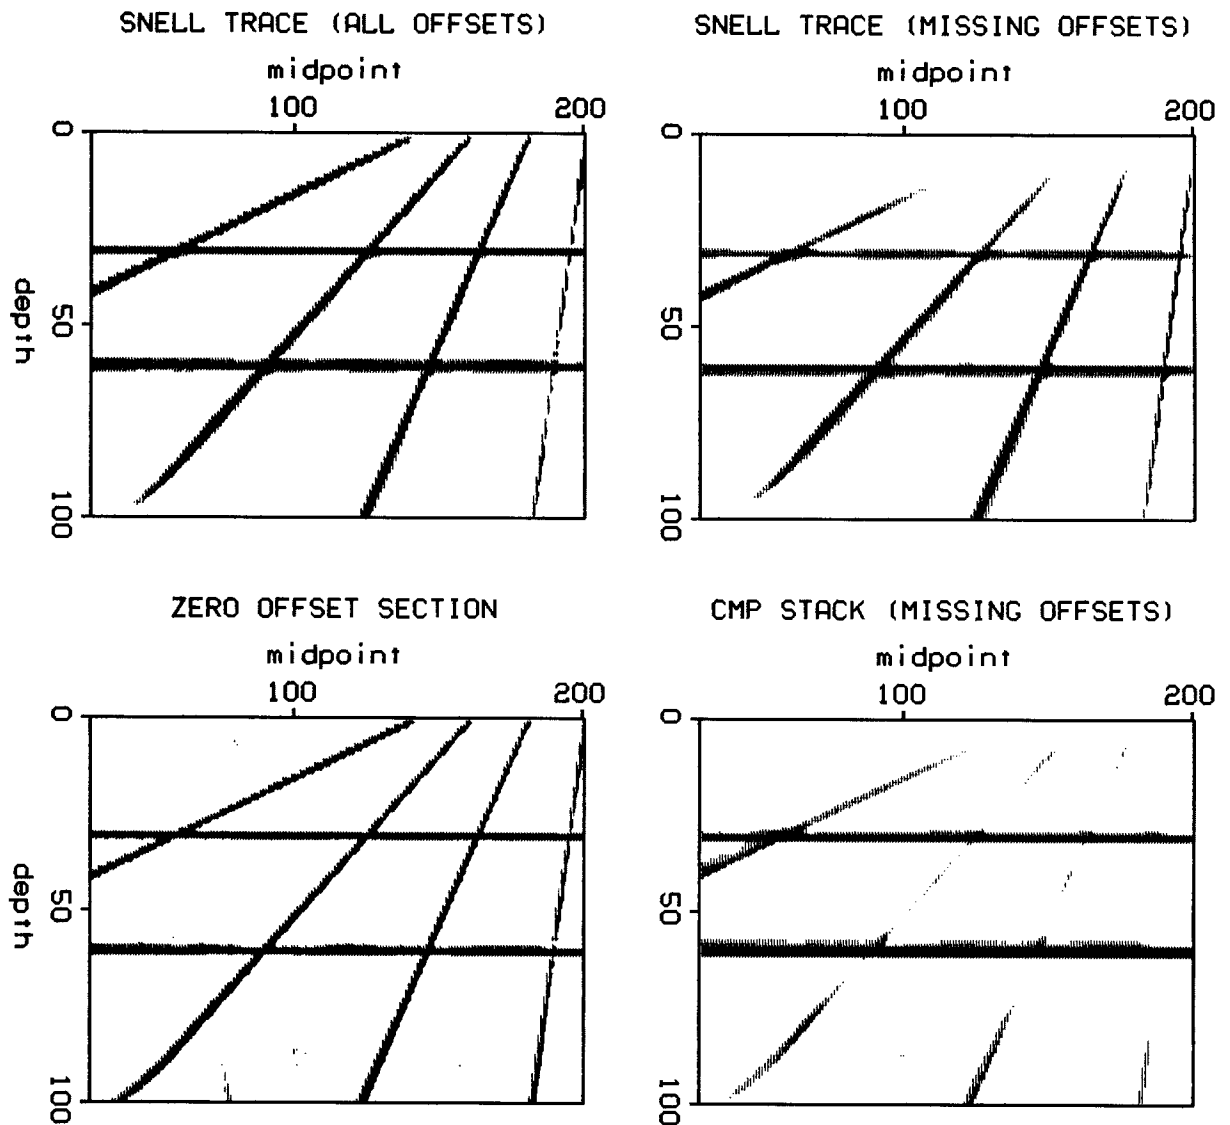 SNELL TRACE (ALL OFFSETS)
midpoint
100 200
0
50
100
depth
SNELL TRACE (MISSING OFFSETS)
midpoint
100 200
0
50
100
ZERO OFFSET SECTION
midpoint
100 200
0
50
100
depth
CMP STACK (MISSING OFFSETS)
midpoint
100 200
0
50
100